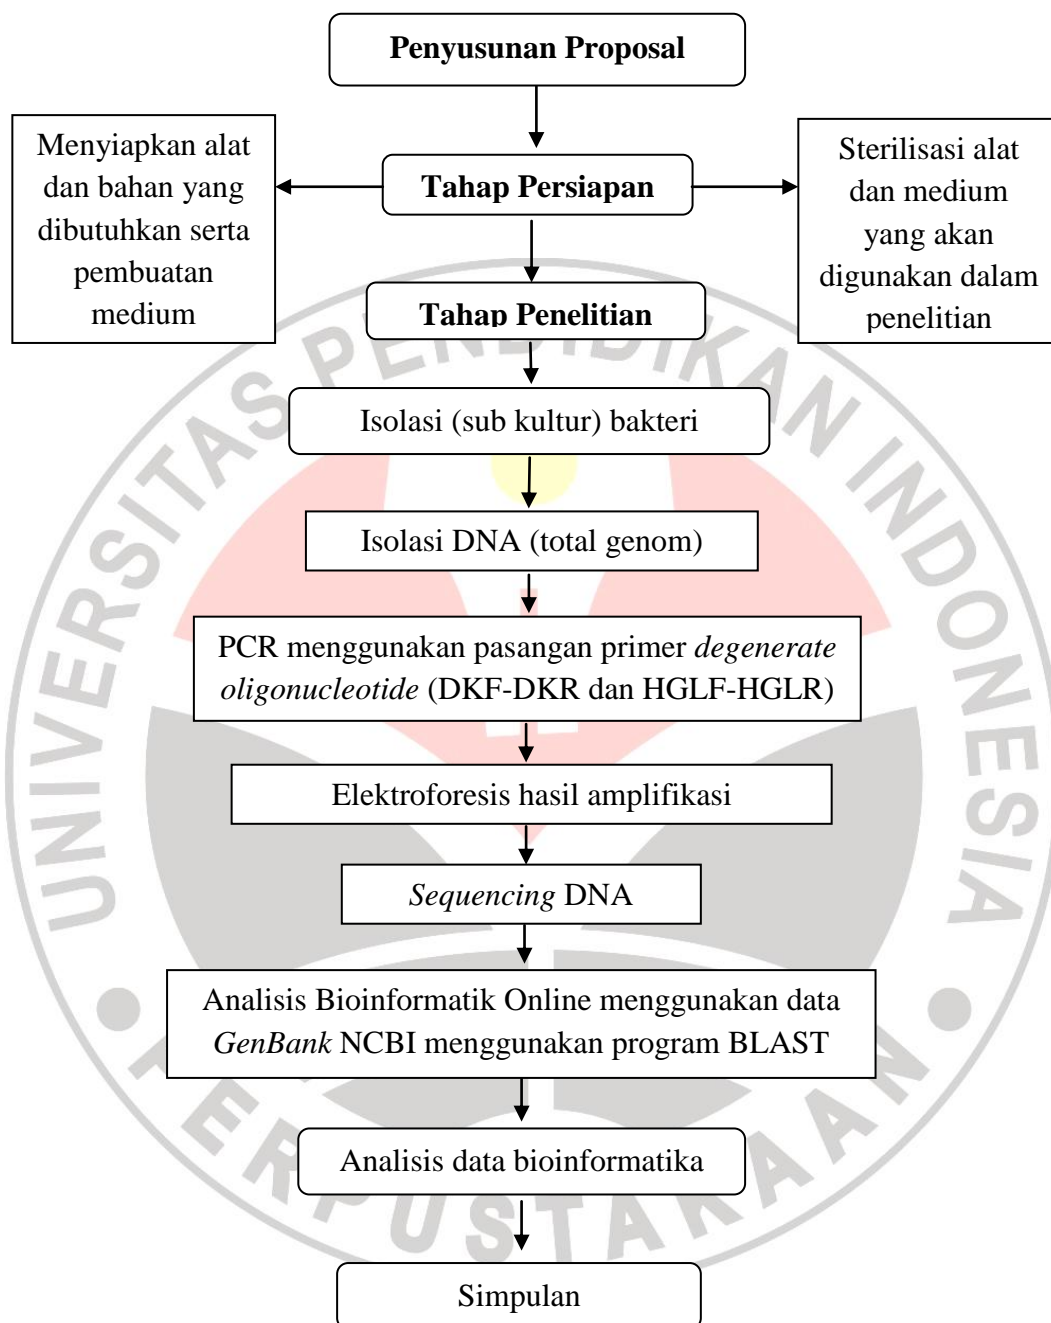 Penyusunan Proposal
Menyiapkan alat
dan bahan yang
dibutuhkan serta
pembuatan
medium
Tahap Persiapan
Sterilisasi alat
dan medium
yang akan
digunakan dalam
penelitian
Tahap Penelitian
Isolasi (sub kultur) bakteri
Isolasi DNA (total genom)
PCR menggunakan pasangan primer degenerate
oligonucleotide (DKF-DKR dan HGLF-HGLR)
Elektroforesis hasil amplifikasi
Sequencing DNA
Analisis Bioinformatik Online menggunakan data
GenBank NCBI menggunakan program BLAST
Analisis data bioinformatika
Simpulan
UNIVERSITAS PENDIDIKAN INDONESIA
PERPUSTAKAAN